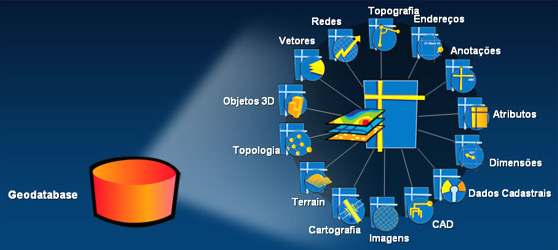 Geodatabase
Topografia
Endereços
Anotações
Atributos
Dimensões
Dados Cadastrais
CAD
Imagens
Cartografia
Terrain
Topologia
Objetos 3D
Vetores
Redes